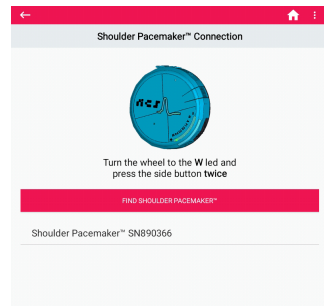 Shoulder Pacemaker™ Connection
Turn the wheel to the W led and
press the side button twice
FIND SHOULDER PACEMAKER™
Shoulder Pacemaker™ SN890366